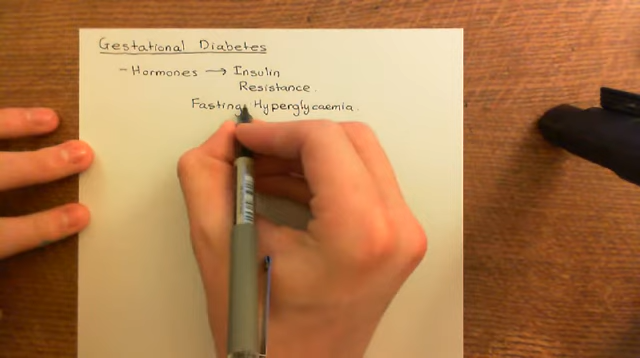 Gestational Diabetes
- Hormones → Insulin
Resistance.
Fasting Hyperglycaemia.